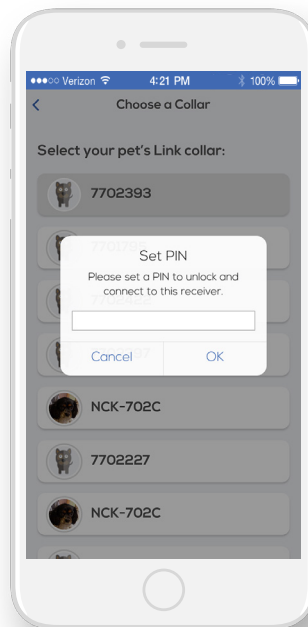 Verizon 4:21 PM 100%
Choose a Collar
Select your pet's Link collar:
7702393
Set PIN
Please set a PIN to unlock and
connect to this receiver.
Cancel OK
NCK-702C
7702227
NCK-702C